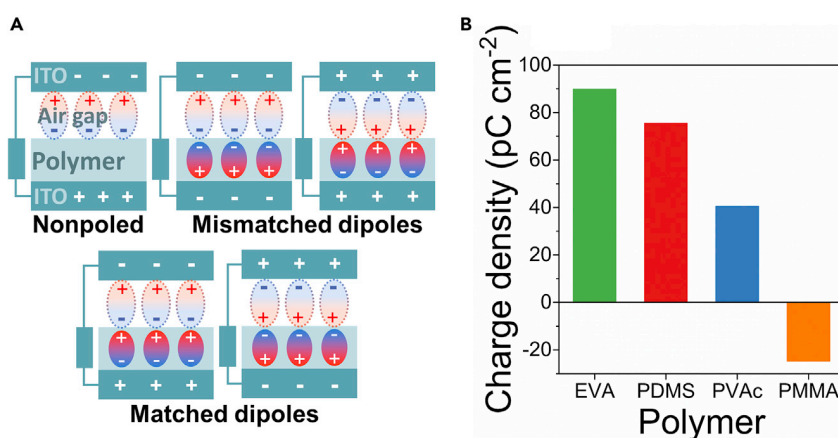 A
ITO - - -
+ + +
Air gap
- - -
Polymer
ITO + + +
Nonpoled
- - -
+ + +
- - -
- - -
+ + +
- - -
+ + +
- - -
+ + +
+ + +
- - -
+ + +
Mismatched dipoles
- - -
+ + +
- - -
+ + +
- - -
+ + +
+ + +
- - -
+ + +
- - -
+ + +
- - -
Matched dipoles
B
Charge density (pC cm⁻²)
100
80
60
40
20
0
-20
EVA PDMS PVAc PMMA
Polymer